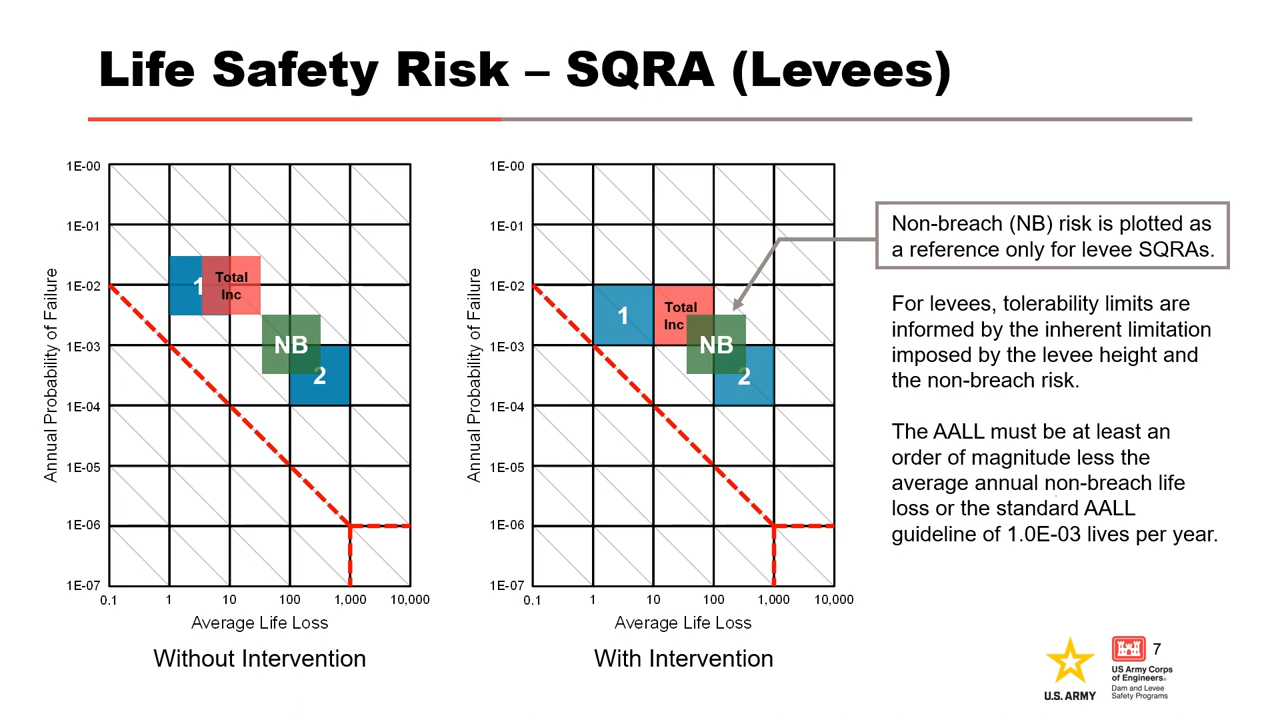 Life Safety Risk – SQRA (Levees)
1E-00
1E-01
1E-02
1E-03
1E-04
1E-05
1E-06
1E-07
Annual Probability of Failure
1
Total
Inc
NB
2
0.1 1 10 100 1,000 10,000
Average Life Loss
Without Intervention
1E-00
1E-01
1E-02
1E-03
1E-04
1E-05
1E-06
1E-07
Annual Probability of Failure
1
Total
Inc
NB
2
0.1 1 10 100 1,000 10,000
Average Life Loss
With Intervention
Non-breach (NB) risk is plotted as
a reference only for levee SQRAs.
For levees, tolerability limits are
informed by the inherent limitation
imposed by the levee height and
the non-breach risk.
The AALL must be at least an
order of magnitude less the
average annual non-breach life
loss or the standard AALL
guideline of 1.0E-03 lives per year.
U.S. ARMY
US Army Corps
of Engineers®
Dam and Levee
Safety Programs
7